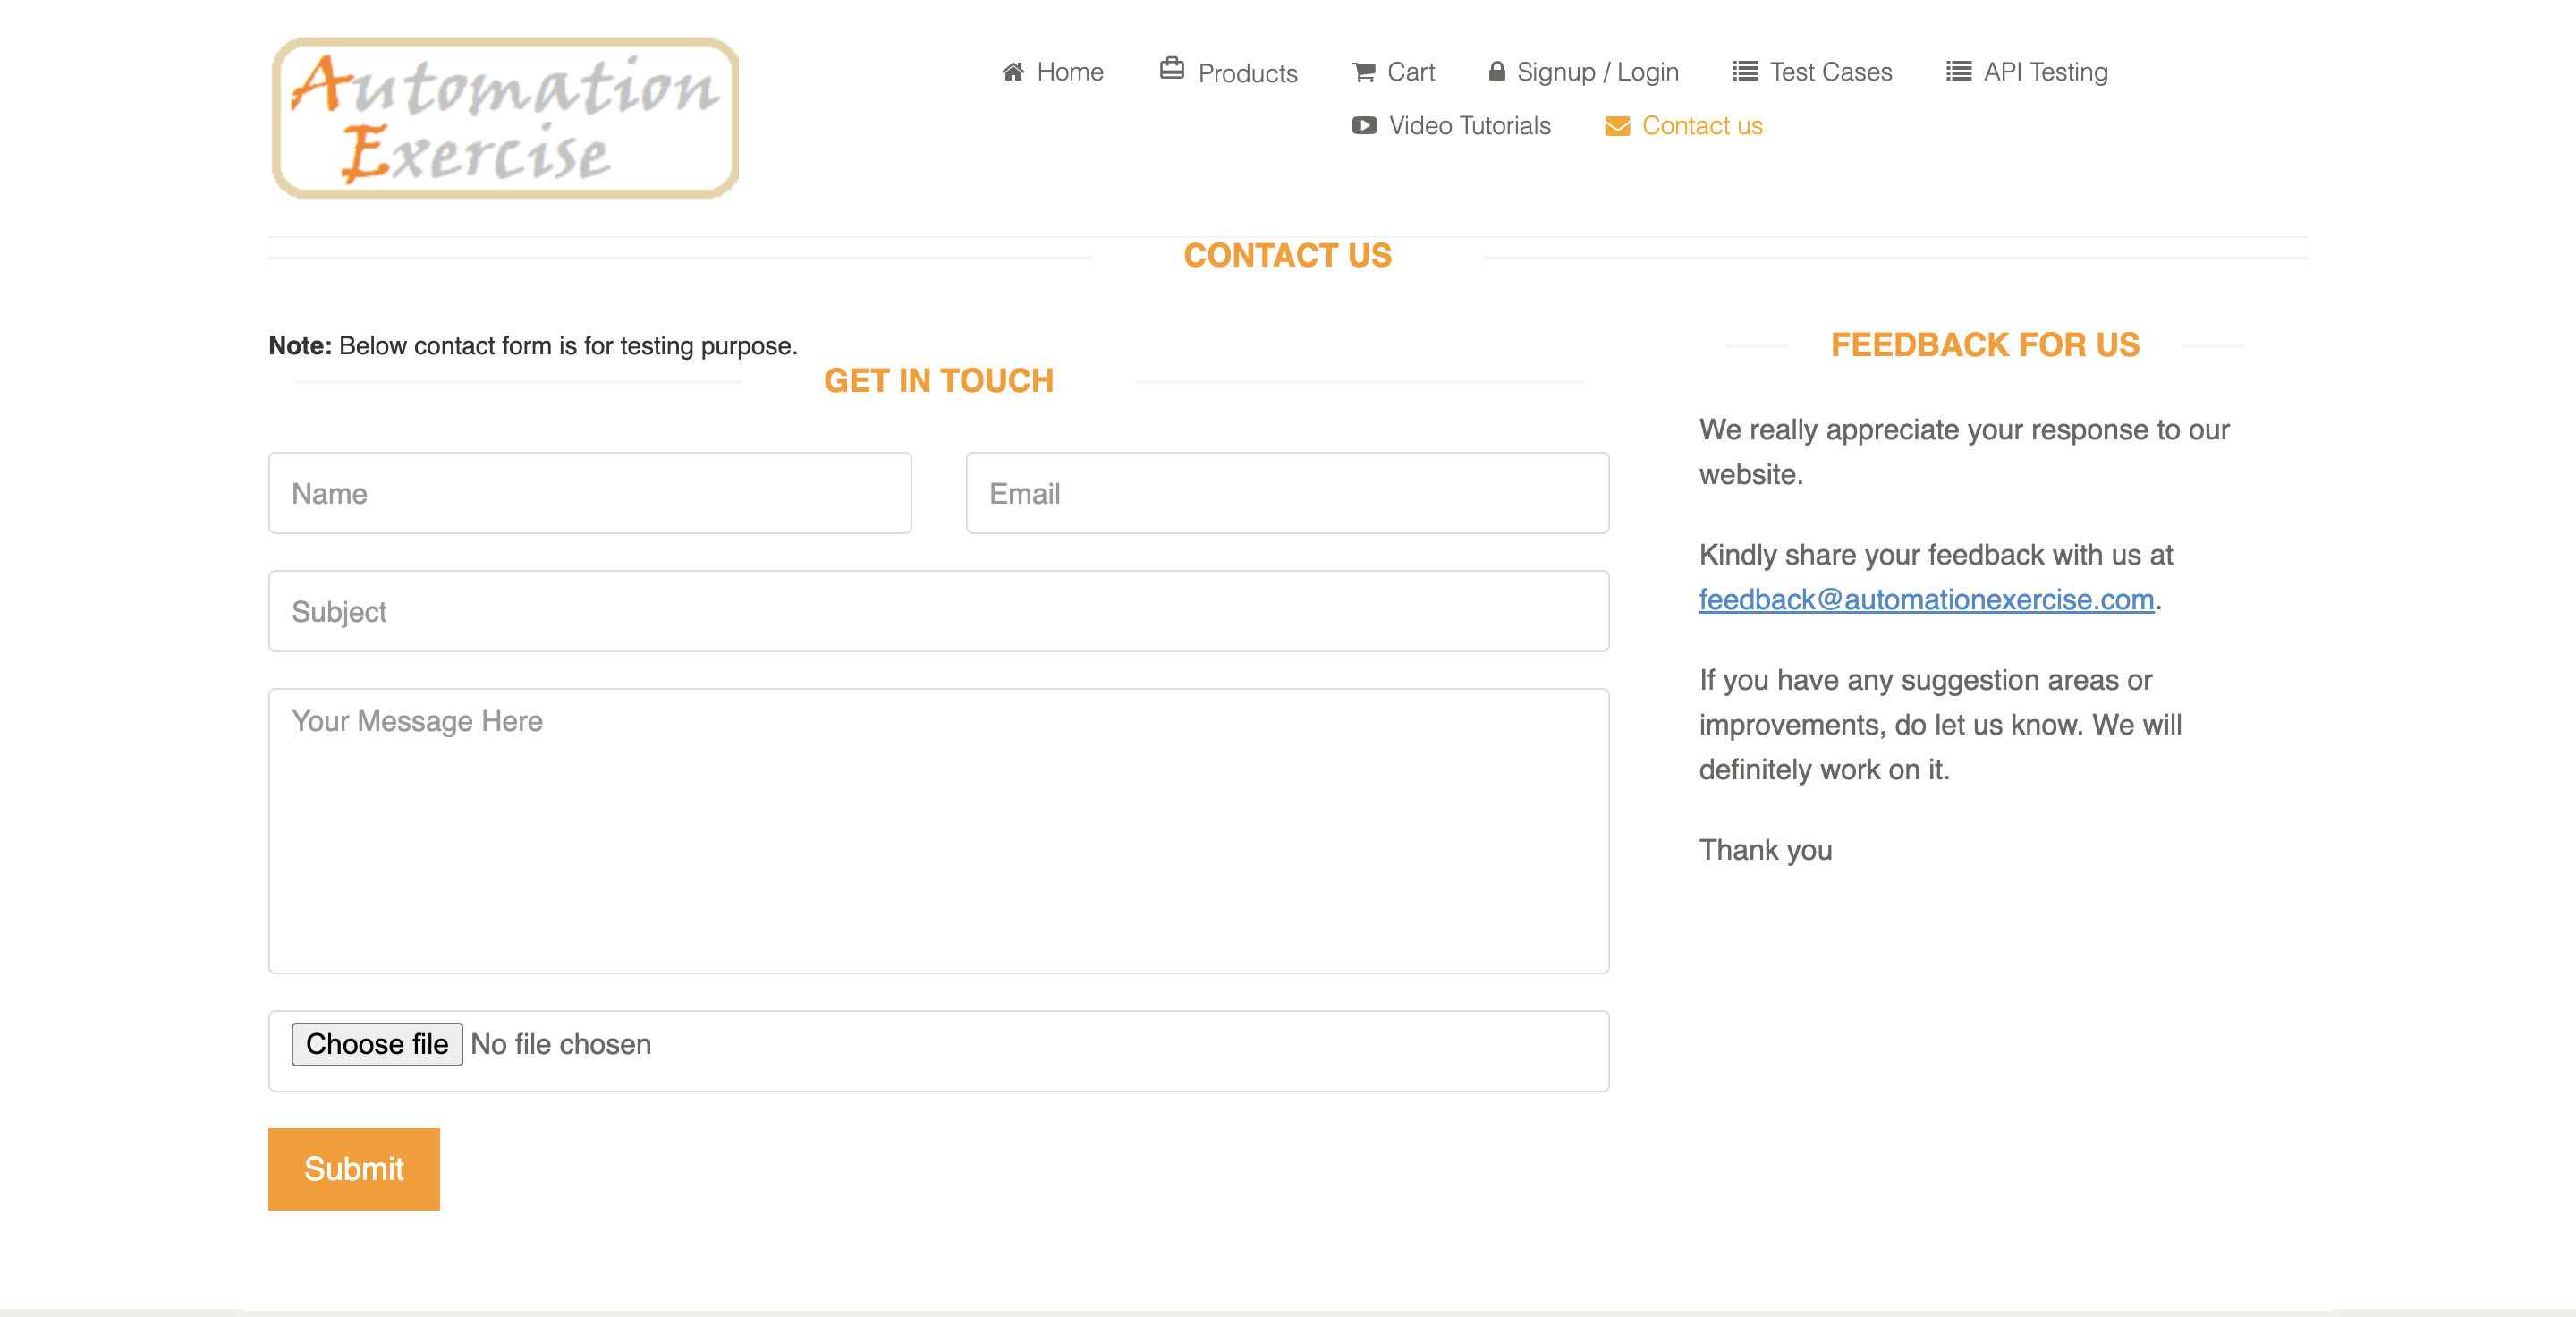 Automation
Exercise
Home Products Cart Signup / Login Test Cases API Testing
Video Tutorials Contact us
CONTACT US
Note: Below contact form is for testing purpose.
GET IN TOUCH
Name Email
Subject
Your Message Here
Choose file No file chosen
Submit
FEEDBACK FOR US
We really appreciate your response to our
website.
Kindly share your feedback with us at
feedback@automationexercise.com.
If you have any suggestion areas or
improvements, do let us know. We will
definitely work on it.
Thank you